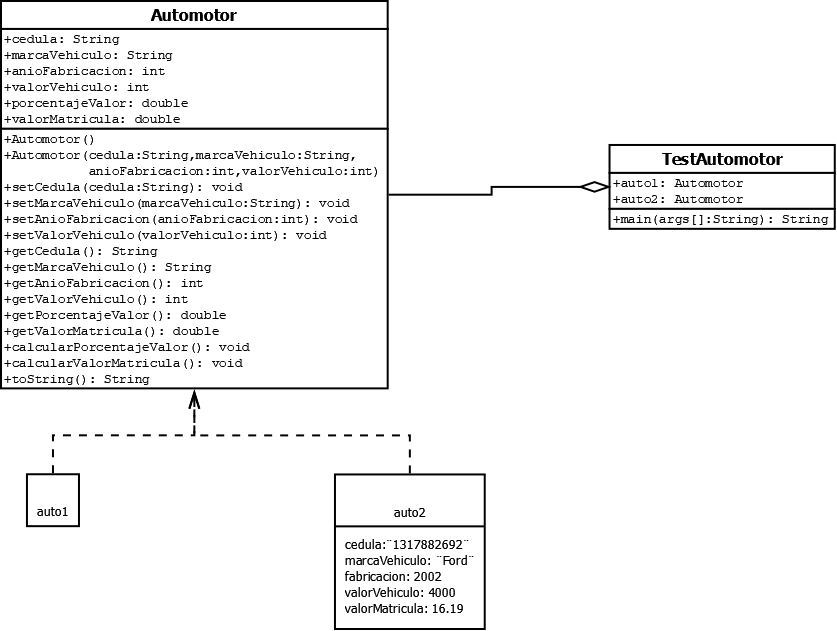 Automotor
+cedula: String
+marcaVehiculo: String
+anioFabricacion: int
+valorVehiculo: int
+porcentajeValor: double
+valorMatricula: double
+Automotor()
+Automotor(cedula:String,marcaVehiculo:String,
anioFabricacion:int,valorVehiculo:int)
+setCedula(cedula:String): void
+setMarcaVehiculo(marcaVehiculo:String): void
+setAnioFabricacion(anioFabricacion:int): void
+setValorVehiculo(valorVehiculo:int): void
+getCedula(): String
+getMarcaVehiculo(): String
+getAnioFabricacion(): int
+getValorVehiculo(): int
+getPorcentajeValor(): double
+getValorMatricula(): double
+calcularPorcentajeValor(): void
+calcularValorMatricula(): void
+toString(): String
TestAutomotor
+auto1: Automotor
+auto2: Automotor
+main(args[]:String): String
auto1
auto2
cedula:¨1317882692¨
marcaVehiculo: ¨Ford¨
fabricacion: 2002
valorVehiculo: 4000
valorMatricula: 16.19